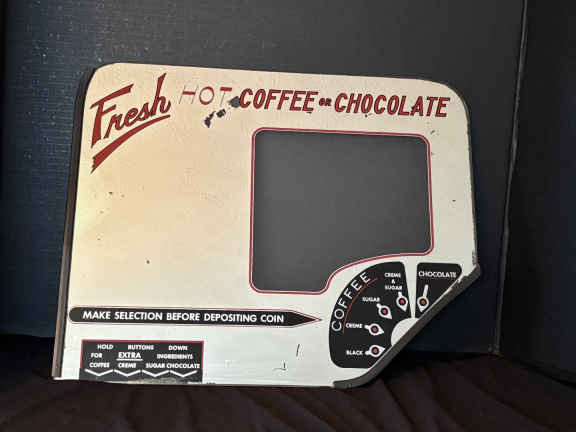 Fresh HOT COFFEE OR CHOCOLATE
CREME & SUGAR
CHOCOLATE
COFFEE
SUGAR
CREME
BLACK
MAKE SELECTION BEFORE DEPOSITING COIN
HOLD BUTTONS DOWN
FOR EXTRA INGREDIENTS
COFFEE CREME SUGAR CHOCOLATE